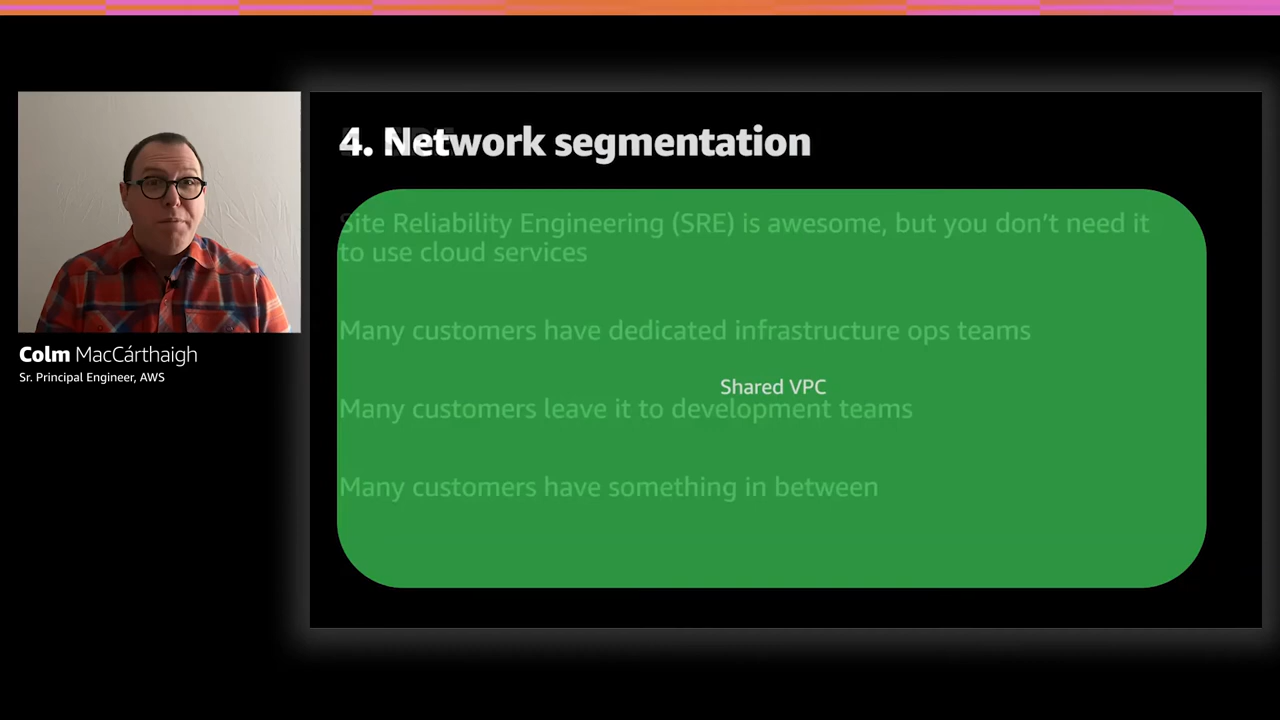 4. Network segmentation
Site Reliability Engineering (SRE) is awesome, but you don’t need it
to use cloud services
Many customers have dedicated infrastructure ops teams
Shared VPC
Many customers leave it to development teams
Many customers have something in between
Colm MacCárthaigh
Sr. Principal Engineer, AWS